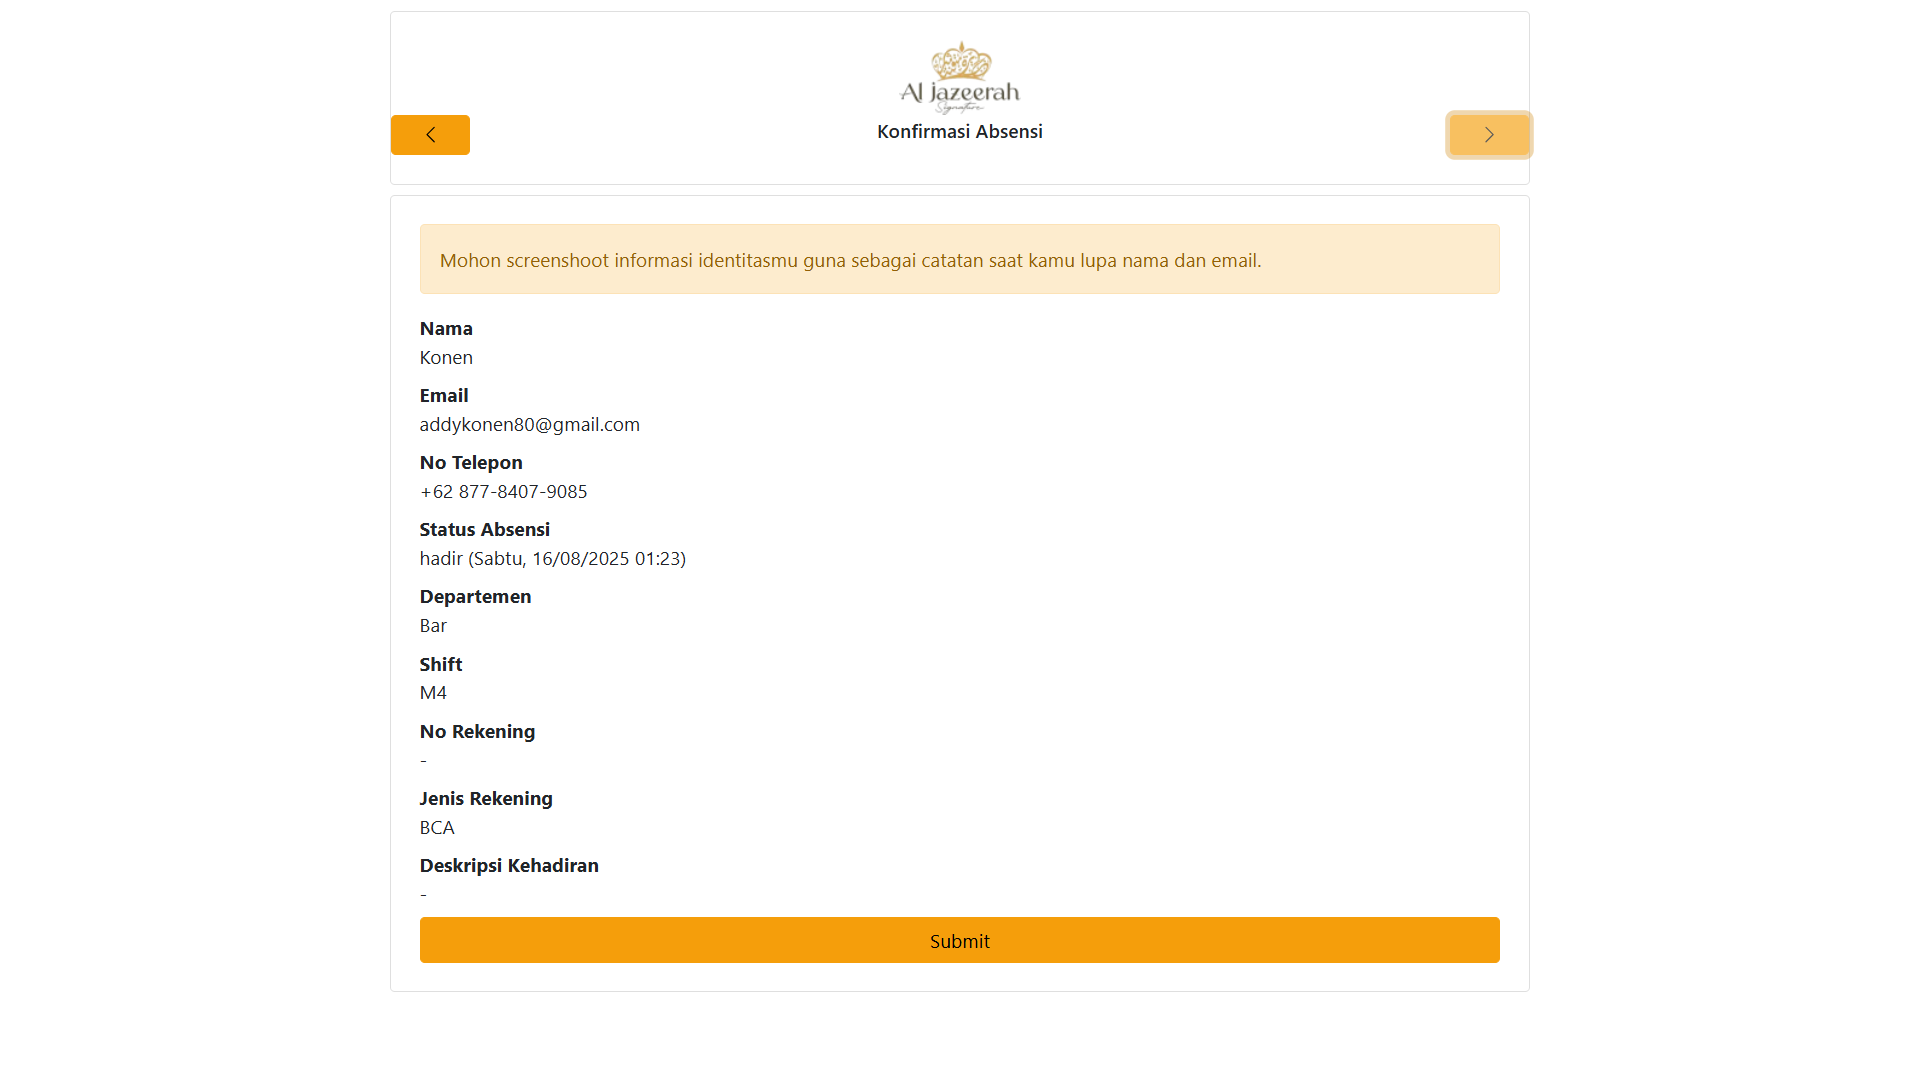 Al jazeerah
Signature
Konfirmasi Absensi
Mohon screenshoot informasi identitasmu guna sebagai catatan saat kamu lupa nama dan email.
Nama
Konen
Email
addykonen80@gmail.com
No Telepon
+62 877-8407-9085
Status Absensi
hadir (Sabtu, 16/08/2025 01:23)
Departemen
Bar
Shift
M4
No Rekening
-
Jenis Rekening
BCA
Deskripsi Kehadiran
-
Submit